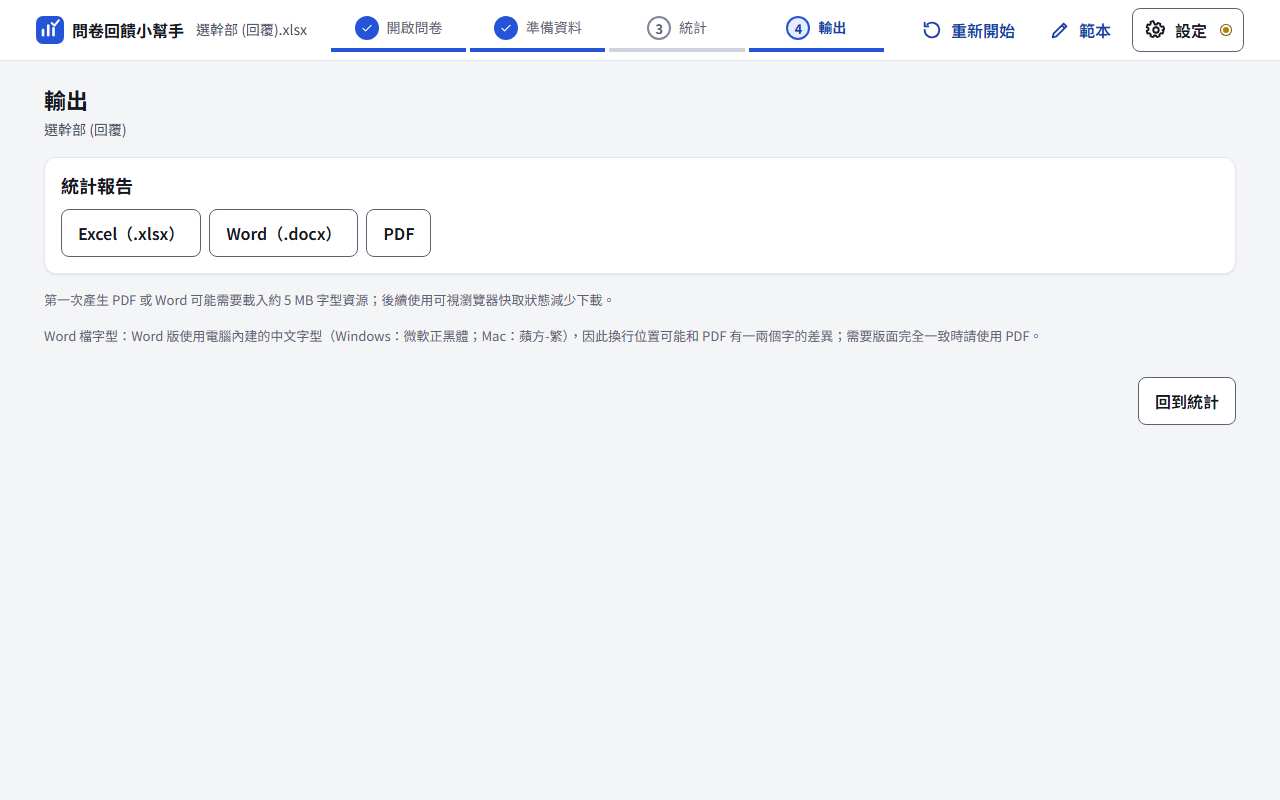 問卷回饋小幫手
選幹部 (回覆).xlsx
開啟問卷
準備資料
3 統計
4 輸出
重新開始
範本
設定
輸出
選幹部 (回覆)
統計報告
Excel（.xlsx）
Word（.docx）
PDF
第一次產生 PDF 或 Word 可能需要載入約 5 MB 字型資源；後續使用可視瀏覽器快取狀態減少下載。
Word 檔字型：Word 版使用電腦內建的中文字型（Windows：微軟正黑體；Mac：蘋方-繁），因此換行位置可能和 PDF 有一兩個字的差異；需要版面完全一致時請使用 PDF。
回到統計